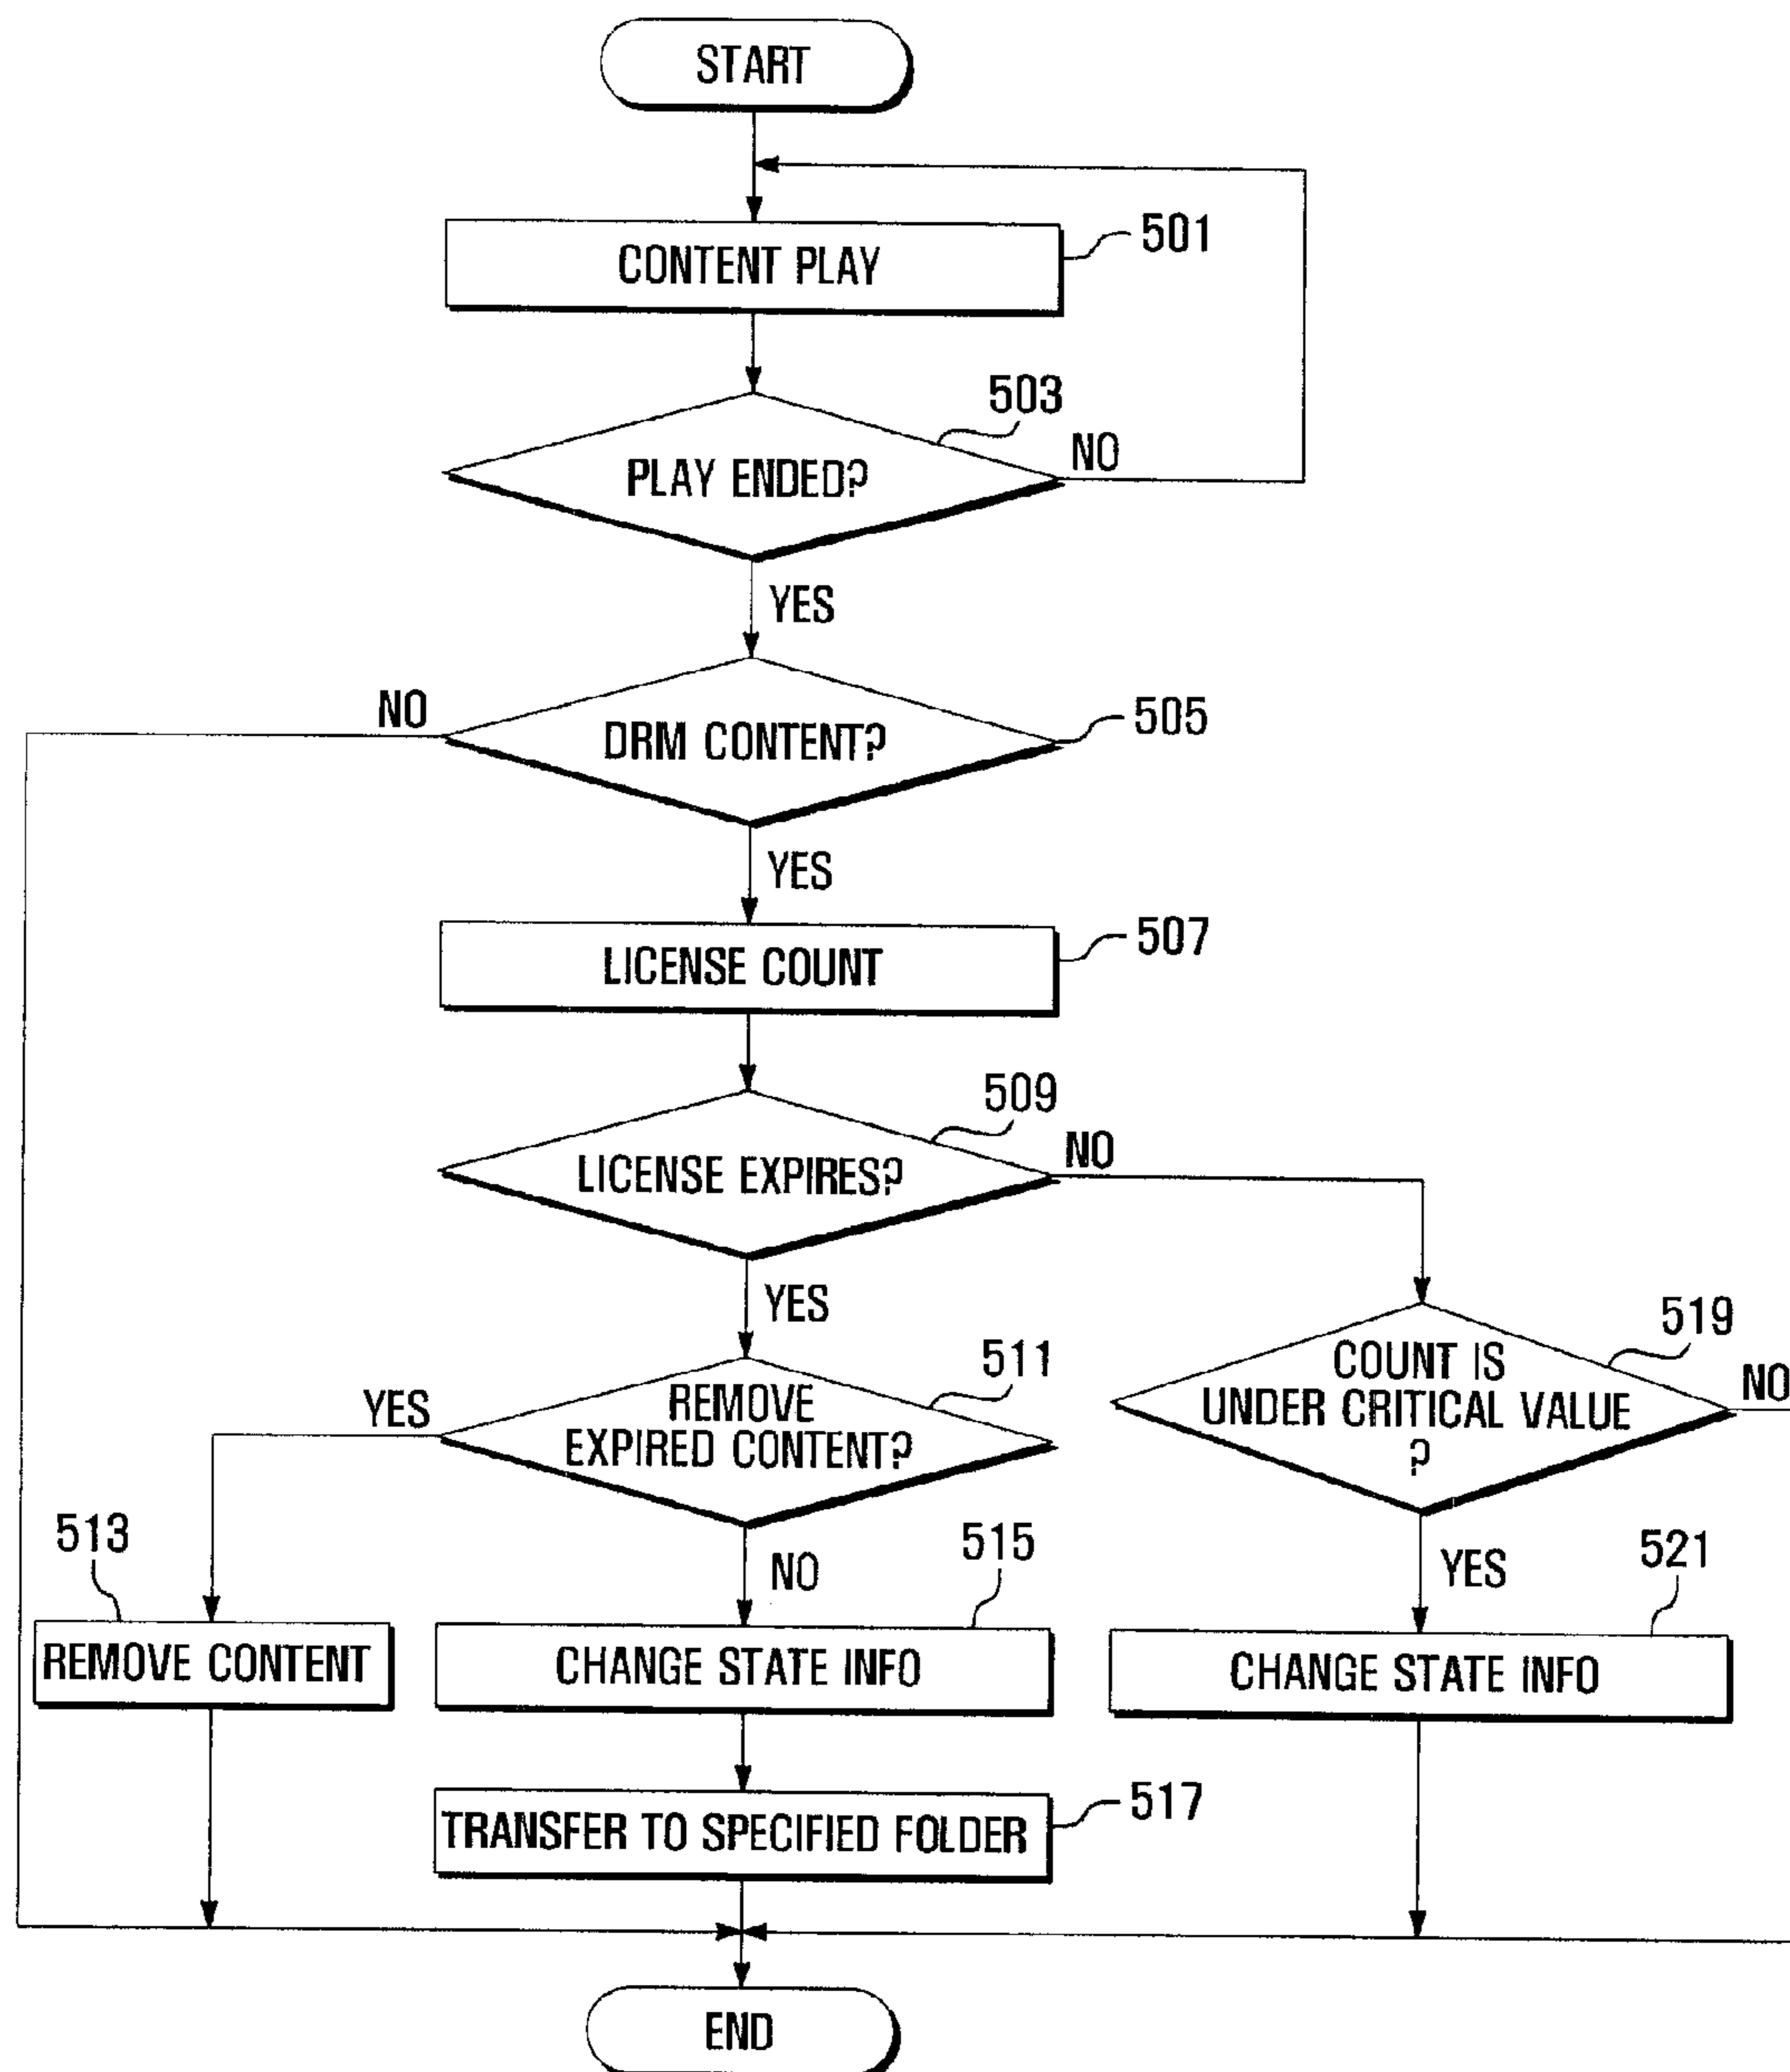 START
CONTENT PLAY
501
503
PLAY ENDED?
NO
YES
NO
DRM CONTENT?
505
YES
LICENSE COUNT
507
509
LICENSE EXPIRES?
NO
YES
511
REMOVE
EXPIRED CONTENT?
YES
519
COUNT IS
UNDER CRITICAL VALUE
?
NO
513
NO
515
YES
521
REMOVE CONTENT
CHANGE STATE INFO
CHANGE STATE INFO
TRANSFER TO SPECIFIED FOLDER
517
END